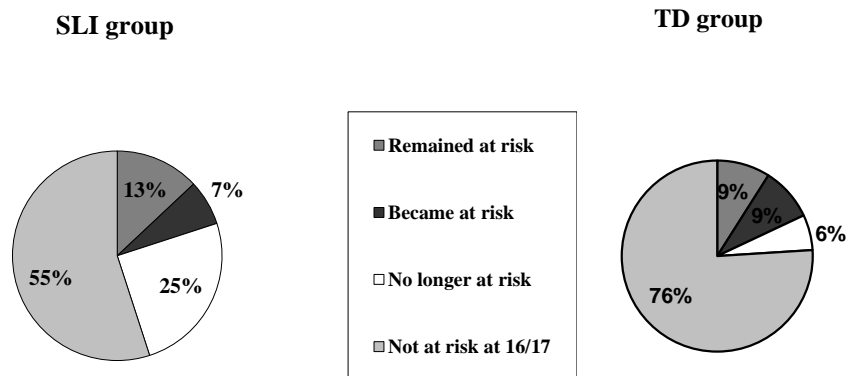 SLI group
TD group
13%
7%
25%
55%
Remained at risk
Became at risk
No longer at risk
Not at risk at 16/17
9%
9%
6%
76%